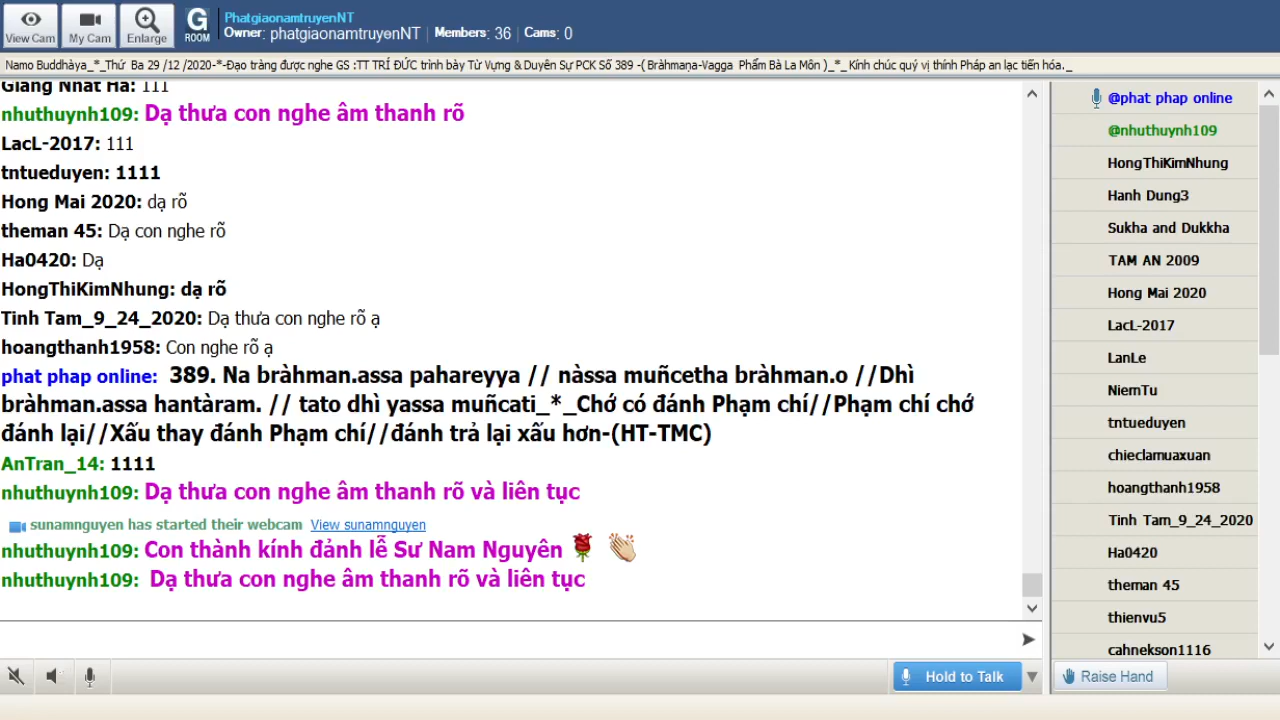 View Cam
My Cam
Enlarge
G
ROOM
PhatgiaonamtruyenNT
Owner: phatgiaonamtruyenNT | Members: 36 | Cams: 0
Namo Buddhàya_*_Thứ Ba 29 /12 /2020-*-Đạo tràng được nghe GS :TT TRÍ ĐỨC trình bày Từ Vựng & Duyên Sự PCK Số 389 -( Bràhmaṇa-Vagga Phẩm Bà La Môn )_*_ Kính chúc quý vị thính Pháp an lạc tiến hóa._
Giang Nhat Ha: 111
nhuthuynh109: Dạ thưa con nghe âm thanh rõ
LacL-2017: 111
tntueduyen: 1111
Hong Mai 2020: dạ rõ
theman 45: Dạ con nghe rõ
Ha0420: Dạ
HongThiKimNhung: dạ rõ
Tinh Tam_9_24_2020: Dạ thưa con nghe rõ ạ
hoangthanh1958: Con nghe rõ ạ
phat phap online: 389. Na bràhman.assa pahareyya // nàssa muñcetha bràhman.o //Dhì
bràhman.assa hantàram. // tato dhì yassa muñcati_*_Chớ có đánh Phạm chí//Phạm chí chớ
đánh lại//Xấu thay đánh Phạm chí//đánh trả lại xấu hơn-(HT-TMC)
AnTran_14: 1111
nhuthuynh109: Dạ thưa con nghe âm thanh rõ và liên tục
sunamnguyen has started their webcam View sunamnguyen
nhuthuynh109: Con thành kính đảnh lễ Sư Nam Nguyên
nhuthuynh109: Dạ thưa con nghe âm thanh rõ và liên tục
@phat phap online
@nhuthuynh109
HongThiKimNhung
Hanh Dung3
Sukha and Dukkha
TAM AN 2009
Hong Mai 2020
LacL-2017
LanLe
NiemTu
tntueduyen
chieclamuaxuan
hoangthanh1958
Tinh Tam_9_24_2020
Ha0420
theman 45
thienvu5
cahnekson1116
Hold to Talk
Raise Hand